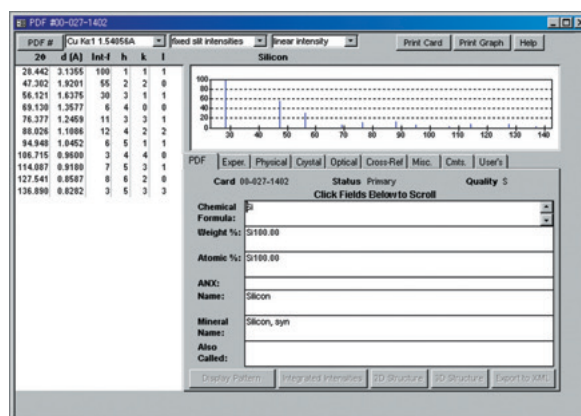 PDF #00-027-1402
PDF # Cu Kα1 1.54056A fixed slit intensities linear intensity Print Card Print Graph Help
2θ d [A] Int-f h k l
28.442 3.1355 100 1 1 1
47.302 1.9201 55 2 2 0
56.121 1.6375 30 3 1 1
69.130 1.3577 6 4 0 0
76.377 1.2459 11 3 3 1
88.026 1.1086 12 4 2 2
94.948 1.0452 6 5 1 1
106.715 0.9600 3 4 4 0
114.087 0.9180 7 5 3 1
127.541 0.8587 8 6 2 0
136.890 0.8282 3 5 3 3
Silicon
100
80
60
40
20
0
30 40 50 60 70 80 90 100 110 120 130 140
PDF Exper. Physical Crystal Optical Cross-Ref Misc. Cmts. User's
Card 00-027-1402 Status Primary Quality S
Click Fields Below to Scroll
Chemical Formula: Si
Weight %: Si100.00
Atomic %: Si100.00
ANX:
Name: Silicon
Mineral Name: Silicon, syn
Also Called:
Display Pattern Integrated Intensities 2D Structure 3D Structure Export to XML